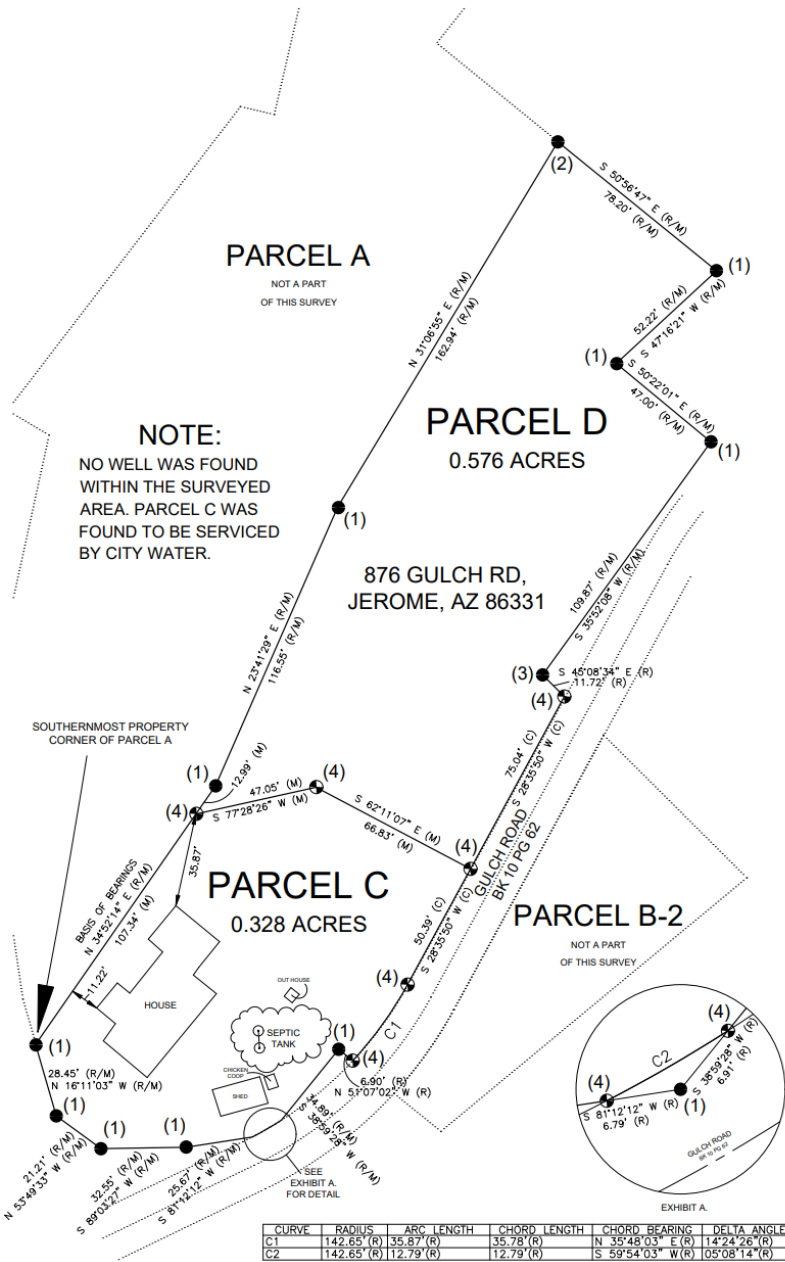 (2)
S 50°56'47" E (R/M)
78.20' (R/M)
PARCEL A
NOT A PART
OF THIS SURVEY
(1)
N 31°06'55" E (R/M)
162.94' (R/M)
52.22' (R/M)
S 47°16'21" W (R/M)
(1)
S 50°22'01" E (R/M)
47.00' (R/M)
(1)
PARCEL D
0.576 ACRES
NOTE:
NO WELL WAS FOUND
WITHIN THE SURVEYED
AREA. PARCEL C WAS
FOUND TO BE SERVICED
BY CITY WATER.
(1)
876 GULCH RD,
JEROME, AZ 86331
109.87' (R/M)
S 35°52'08" W (R/M)
N 23°41'29" E (R/M)
116.55' (R/M)
(3)
S 45°08'34" E (R)
11.72' (R)
(4)
SOUTHERNMOST PROPERTY
CORNER OF PARCEL A
75.04' (C)
S 28°35'50" W (C)
(1)
12.99' (M)
(4)
47.05' (M)
S 77°28'26" W (M)
(4)
S 62°11'07" E (M)
66.83' (M)
(4)
GULCH ROAD
BK 10 PG 62
35.87'
BASIS OF BEARINGS
N 34°52'14" E (R/M)
107.34' (M)
PARCEL C
0.328 ACRES
PARCEL B-2
NOT A PART
OF THIS SURVEY
50.39' (C)
S 28°35'50" W (C)
11.22'
HOUSE
OUT HOUSE
(4)
C1
SEPTIC
TANK
(1)
(1)
(4)
CHICKEN
COOP
SHED
28.45' (R/M)
N 16°11'03" W (R/M)
6.90' (R)
N 51°07'02" W (R)
(1)
(1)
(1)
34.89' (R/M)
S 38°59'28" W (R/M)
21.21' (R/M)
N 53°49'33" W (R/M)
32.55' (R/M)
S 89°03'27" W (R/M)
25.67' (R/M)
S 81°12'12" W (R/M)
SEE
EXHIBIT A.
FOR DETAIL
(4)
C2
S 38°59'28" W (R)
6.91' (R)
(4)
(1)
S 81°12'12" W (R)
6.79' (R)
GULCH ROAD
BK 10 PG 62
EXHIBIT A.
CURVE RADIUS ARC LENGTH CHORD LENGTH CHORD BEARING DELTA ANGLE
C1 142.65'(R) 35.87'(R) 35.78'(R) N 35°48'03" E(R) 14°24'26"(R)
C2 142.65'(R) 12.79'(R) 12.79'(R) S 59°54'03" W(R) 05°08'14"(R)